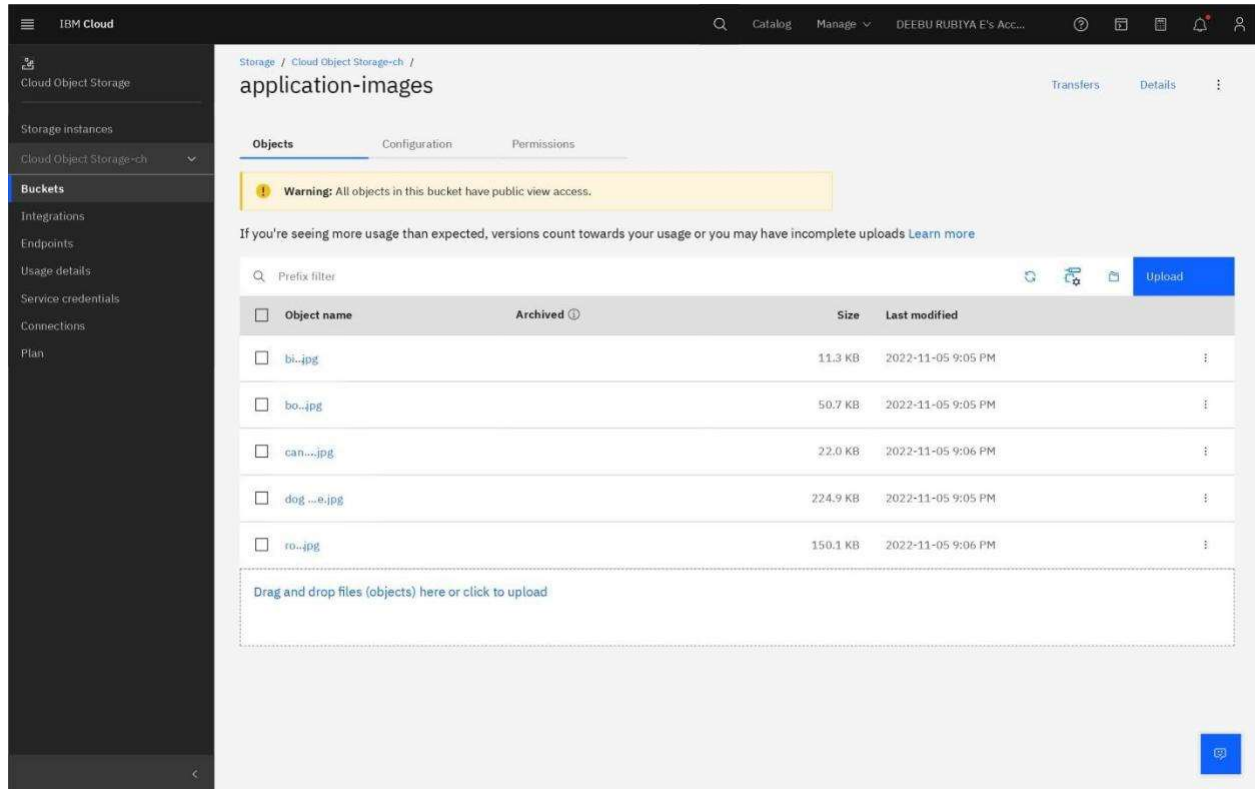 IBM Cloud
Catalog Manage DEEBU RUBIYA E's Acc...
Cloud Object Storage
Storage instances
Cloud Object Storage-ch
Buckets
Integrations
Endpoints
Usage details
Service credentials
Connections
Plan
Storage / Cloud Object Storage-ch /
application-images
Transfers Details
Objects Configuration Permissions
Warning: All objects in this bucket have public view access.
If you're seeing more usage than expected, versions count towards your usage or you may have incomplete uploads Learn more
Prefix filter Upload
Object name Archived Size Last modified
bi...jpg 11.3 KB 2022-11-05 9:05 PM
bo...jpg 50.7 KB 2022-11-05 9:05 PM
can....jpg 22.0 KB 2022-11-05 9:06 PM
dog ...e.jpg 224.9 KB 2022-11-05 9:05 PM
ro...jpg 150.1 KB 2022-11-05 9:06 PM
Drag and drop files (objects) here or click to upload